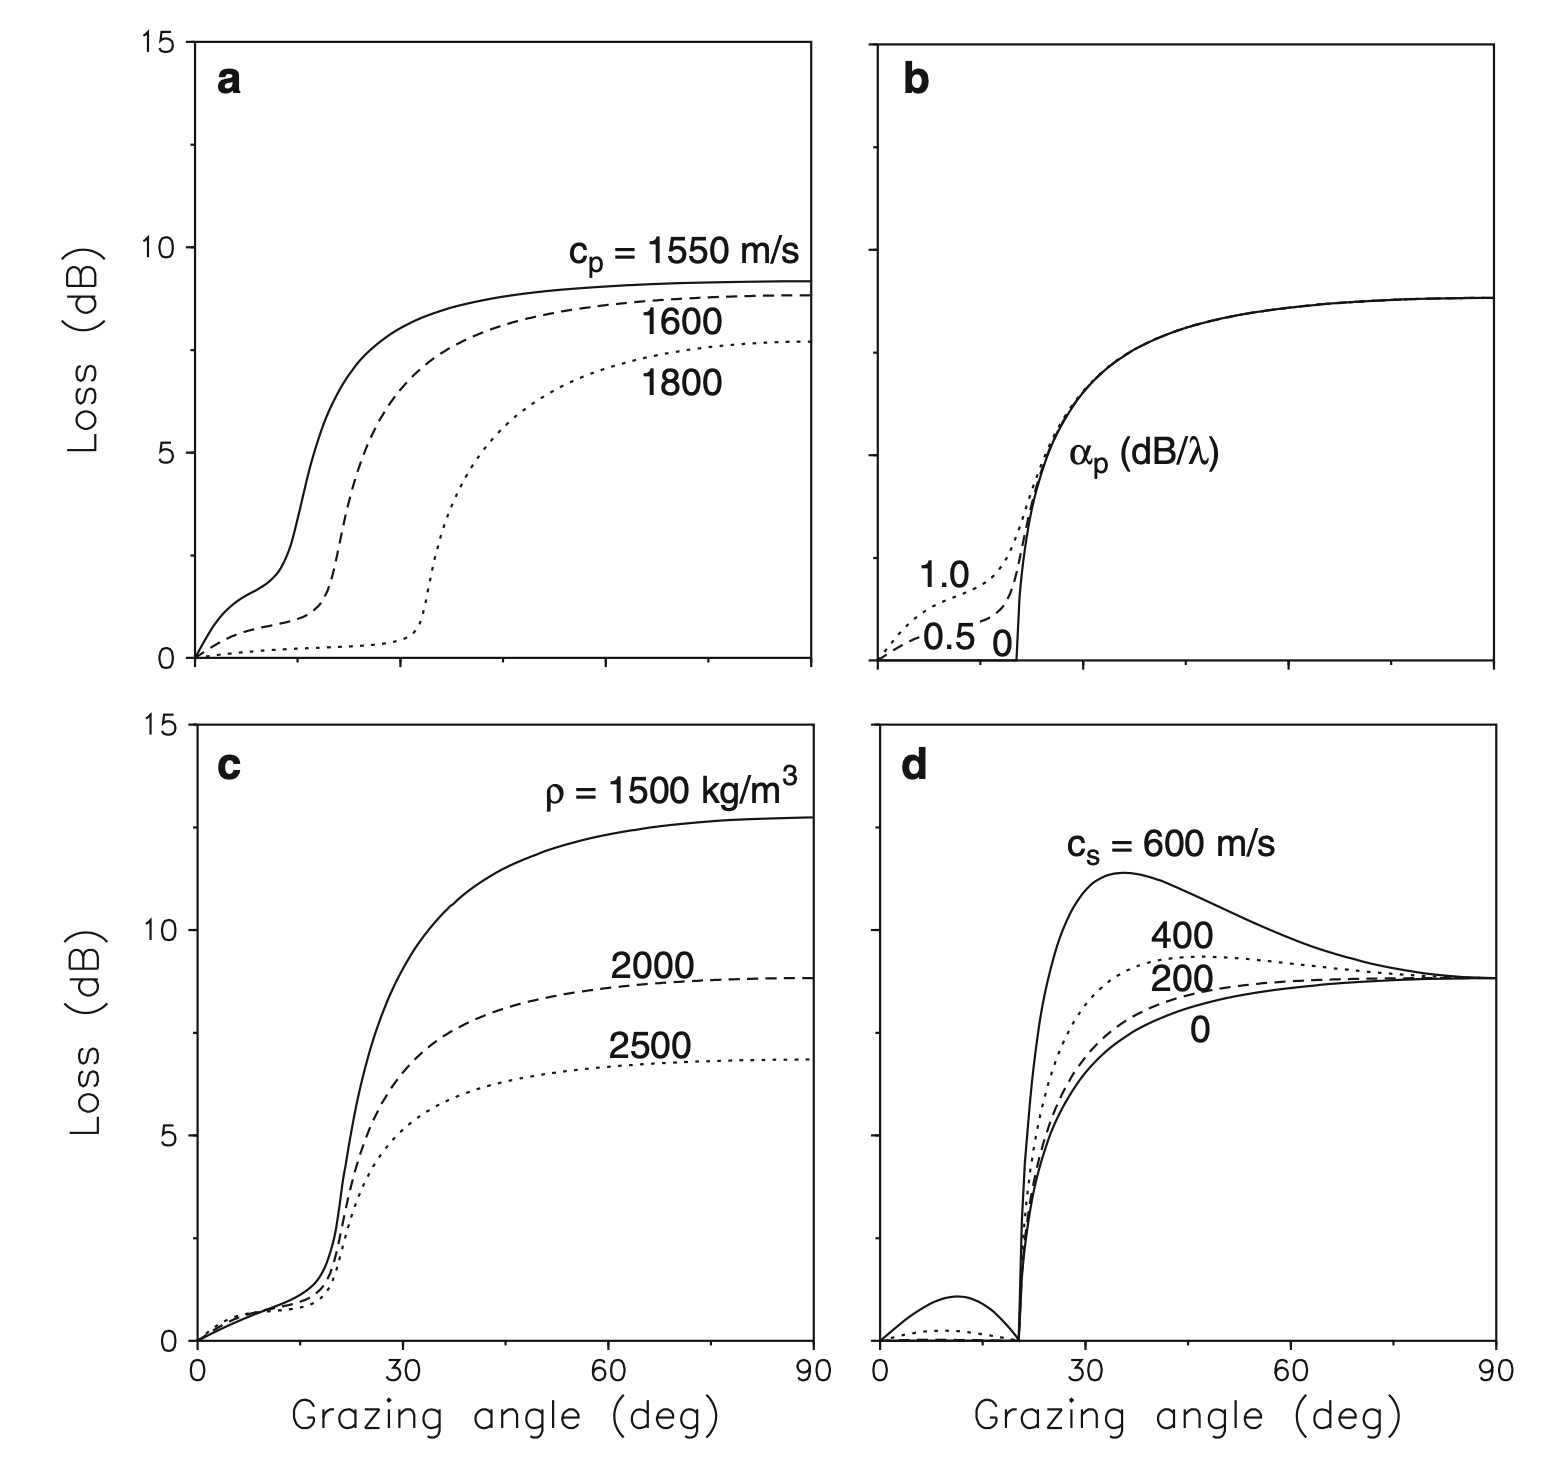 15
a
b
10
c_p = 1550 m/s
1600
1800
Loss (dB)
5
α_p (dB/λ)
1.0
0.5
0
0
15
c
d
ρ = 1500 kg/m³
c_s = 600 m/s
10
2000
400
200
2500
0
Loss (dB)
5
0
0
30
60
90
0
30
60
90
Grazing angle (deg)
Grazing angle (deg)